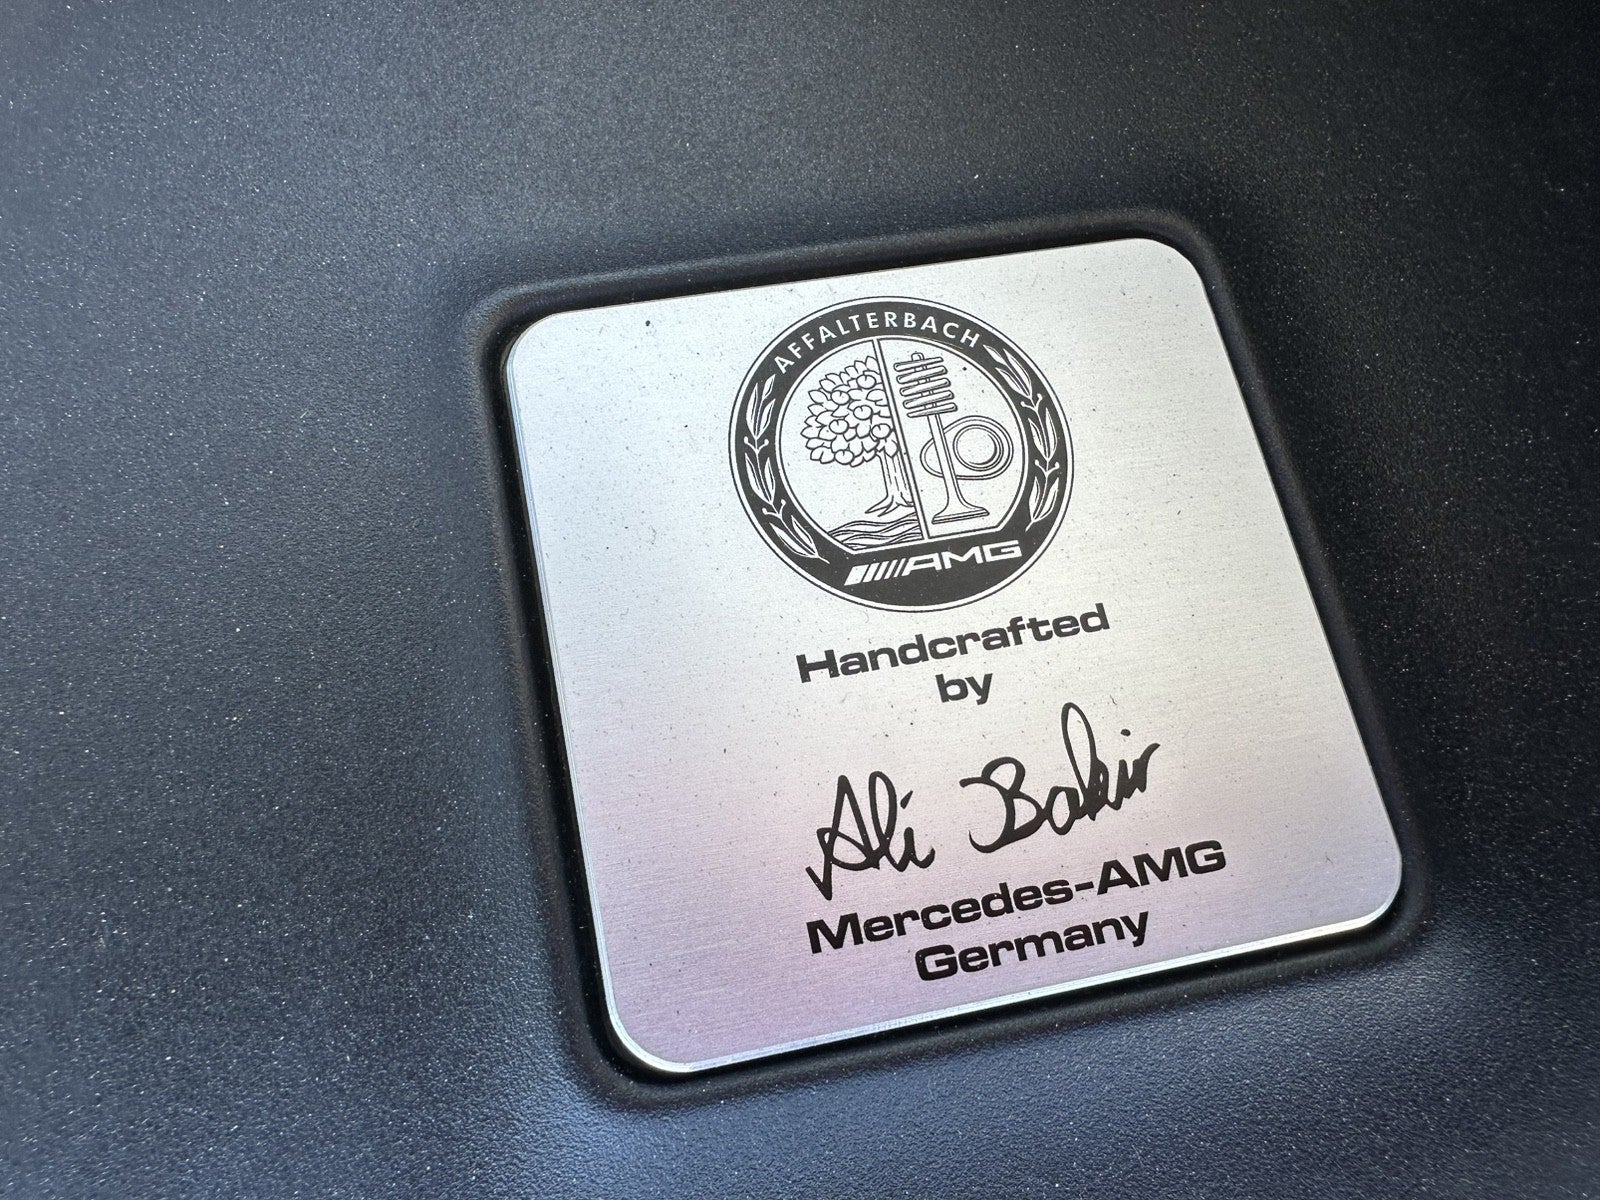 AFFALTERBACH
AMG
Handcrafted
by
Ali Bakir
Mercedes-AMG
Germany